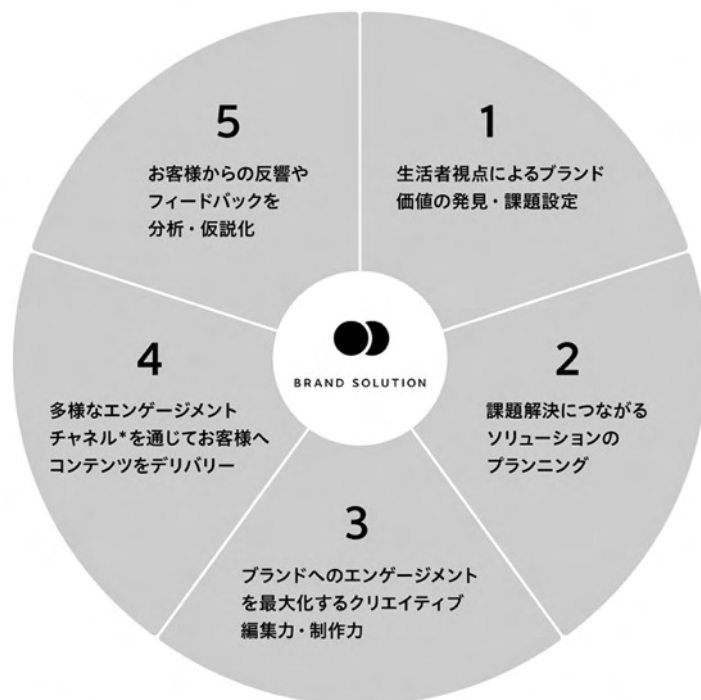 1
生活者視点によるブランド
価値の発見・課題設定
2
課題解決につながる
ソリューションの
プランニング
3
ブランドへのエンゲージメント
を最大化するクリエイティブ
編集力・制作力
4
多様なエンゲージメント
チャネル*を通じてお客様へ
コンテンツをデリバリー
5
お客様からの反響や
フィードバックを
分析・仮説化
BRAND SOLUTION